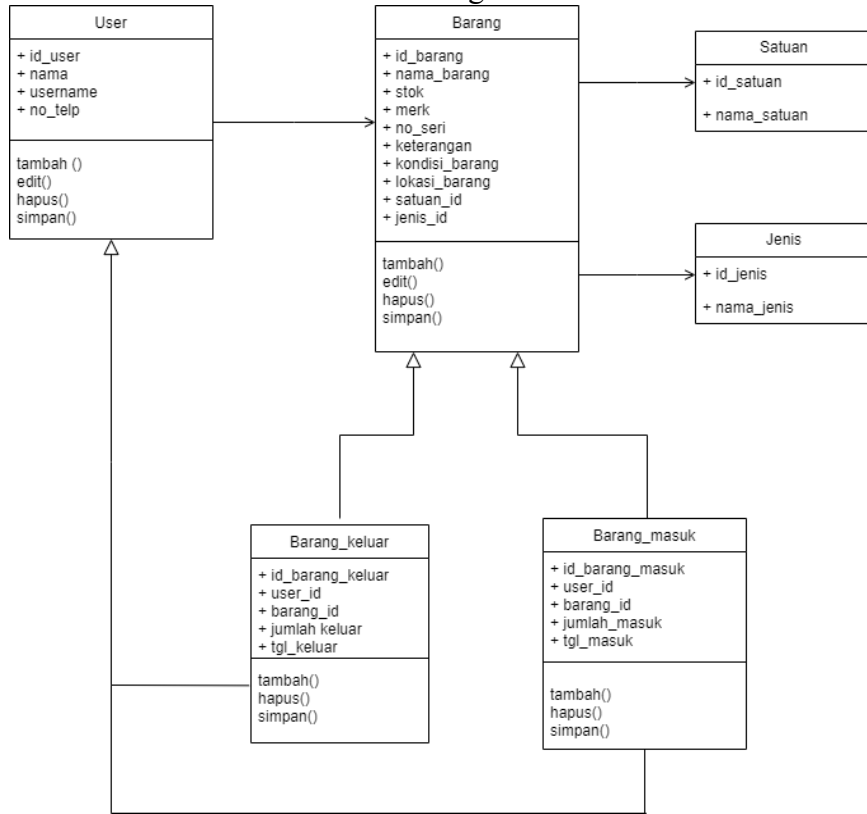 User
+ id_user
+ nama
+ username
+ no_telp
tambah ()
edit()
hapus()
simpan()
Barang
+ id_barang
+ nama_barang
+ stok
+ merk
+ no_seri
+ keterangan
+ kondisi_barang
+ lokasi_barang
+ satuan_id
+ jenis_id
tambah()
edit()
hapus()
simpan()
Satuan
+ id_satuan
+ nama_satuan
Jenis
+ id_jenis
+ nama_jenis
Barang_keluar
+ id_barang_keluar
+ user_id
+ barang_id
+ jumlah keluar
+ tgl_keluar
tambah()
hapus()
simpan()
Barang_masuk
+ id_barang_masuk
+ user_id
+ barang_id
+ jumlah_masuk
+ tgl_masuk
tambah()
hapus()
simpan()